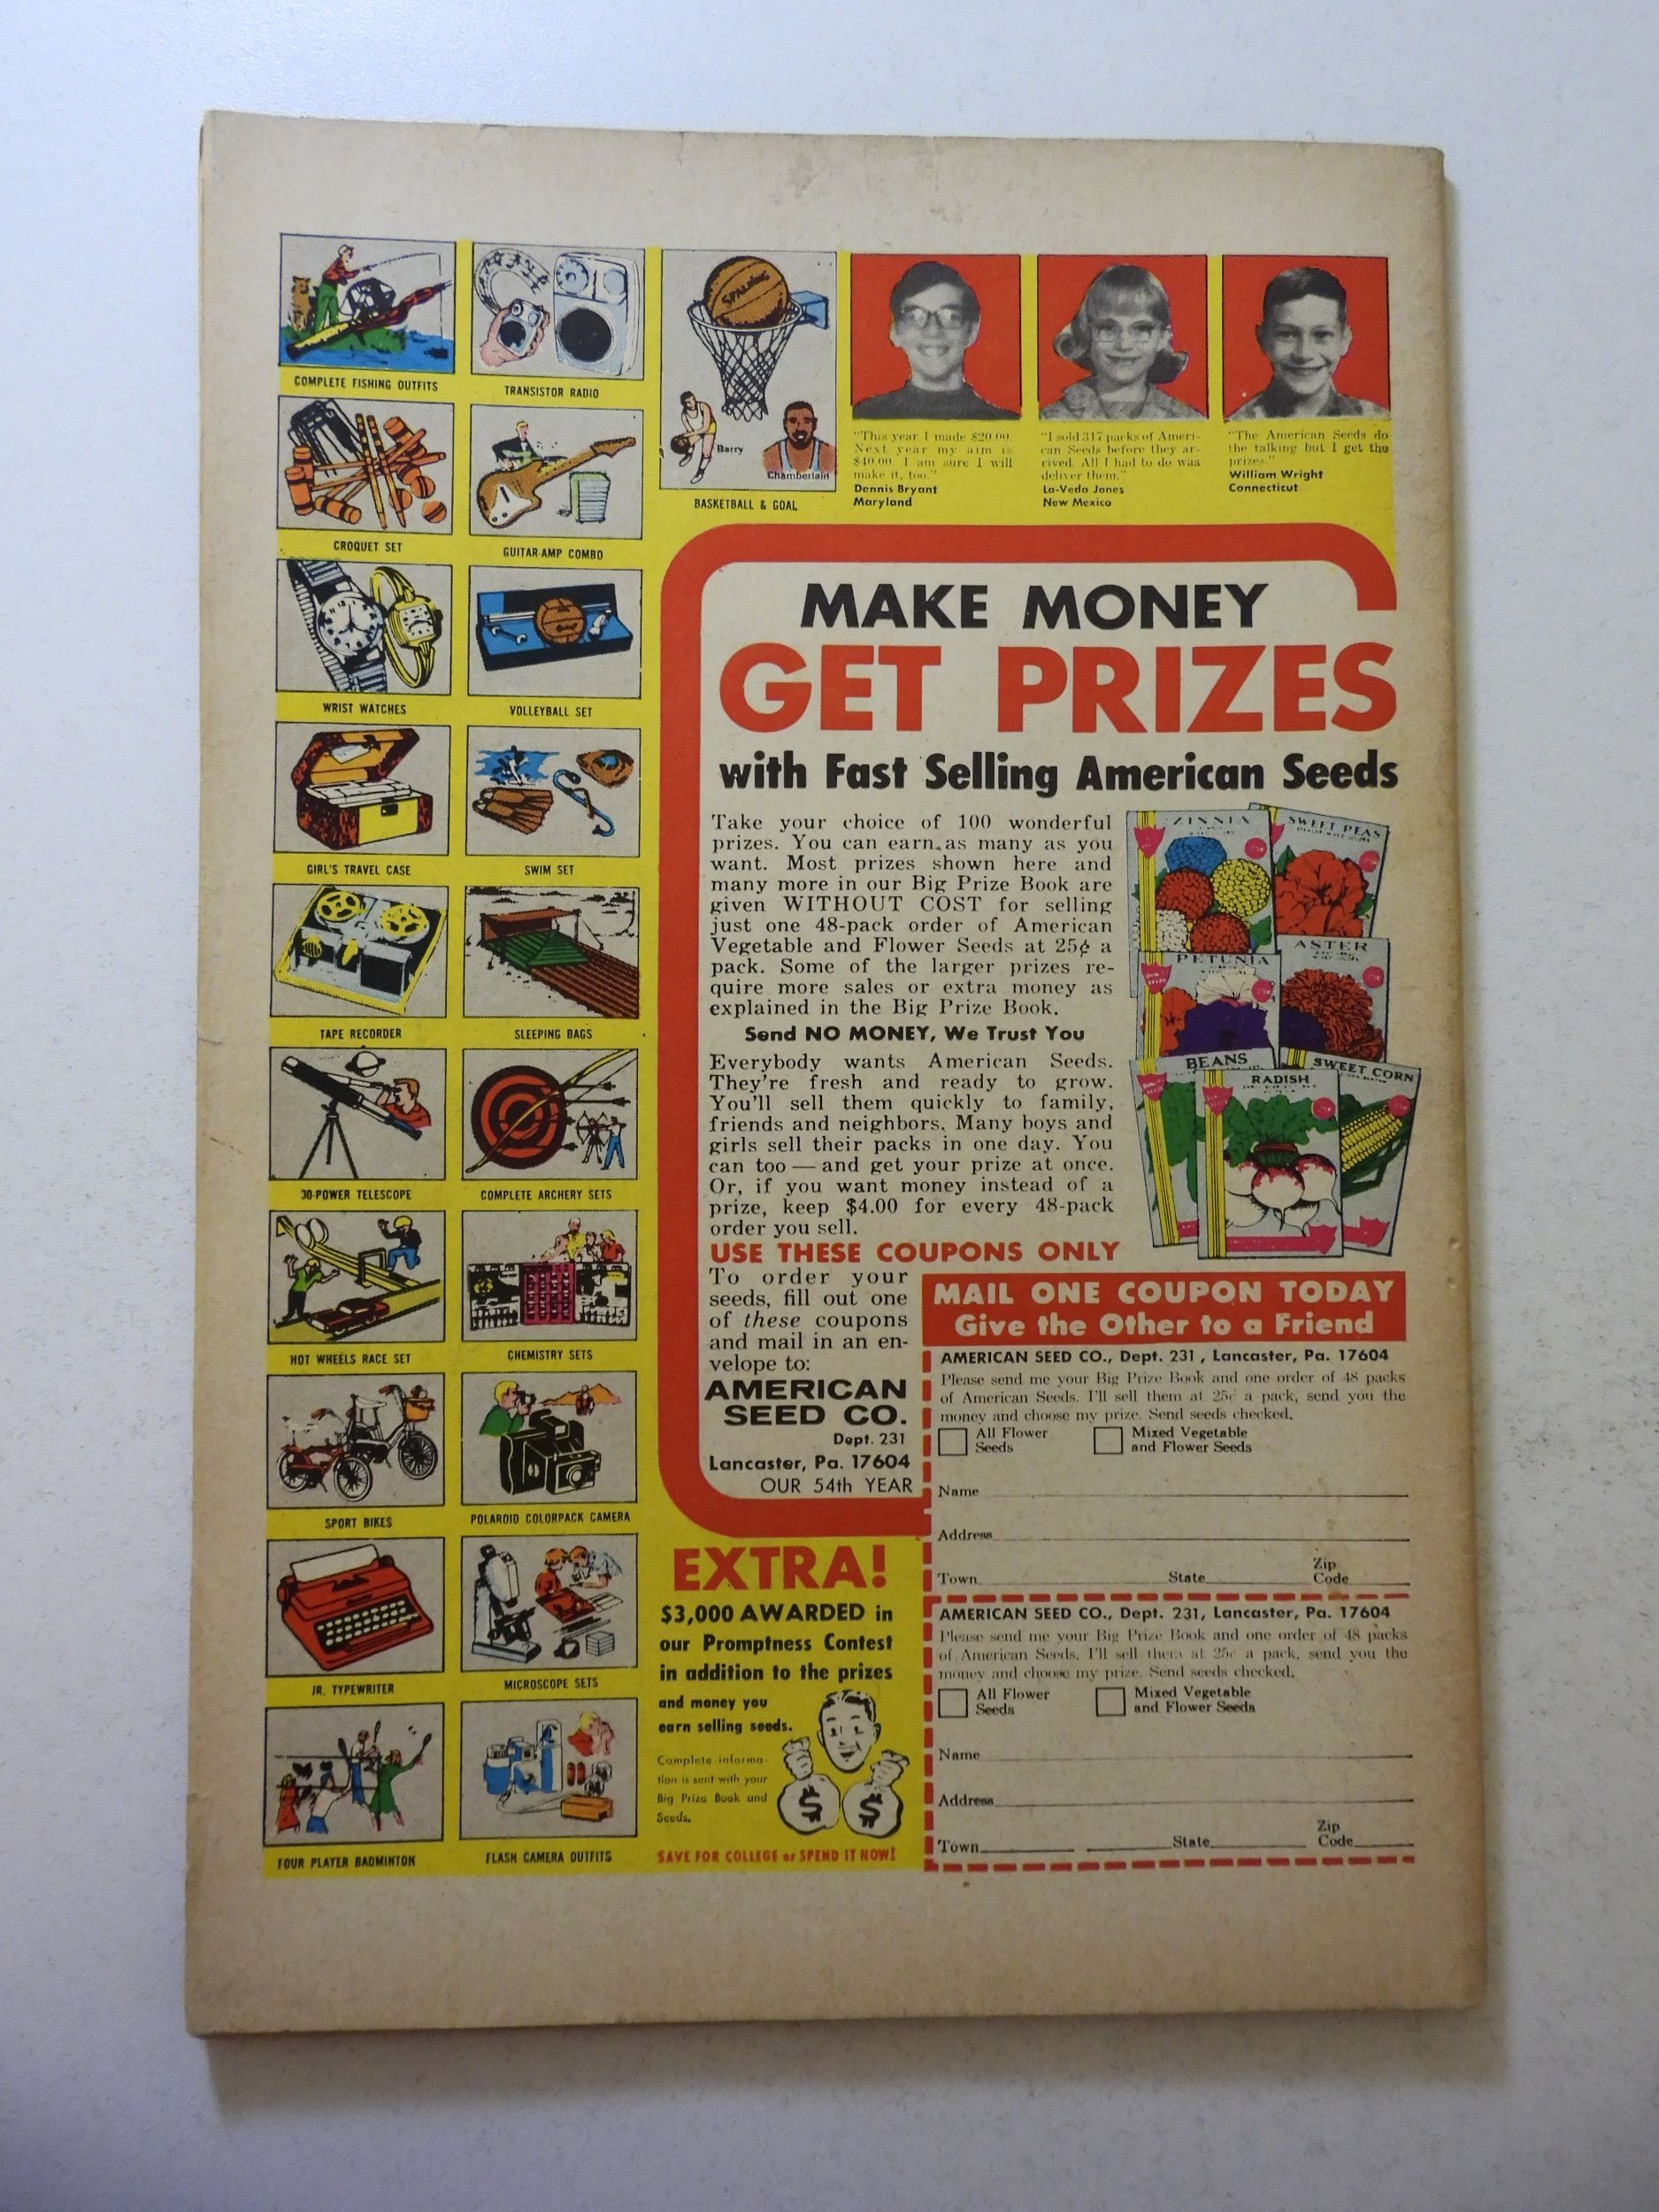 COMPLETE FISHING OUTFITS
TRANSISTOR RADIO
CROQUET SET
GUITAR-AMP COMBO
WRIST WATCHES
VOLLEYBALL SET
GIRL'S TRAVEL CASE
SWIM SET
TAPE RECORDER
SLEEPING BAGS
30-POWER TELESCOPE
COMPLETE ARCHERY SETS
HOT WHEELS RACE SET
CHEMISTRY SETS
SPORT BIKES
POLAROID COLORPACK CAMERA
JR. TYPEWRITER
MICROSCOPE SETS
FOUR PLAYER BADMINTON
FLASH CAMERA OUTFITS
SPALDING
Barry
Chamberlain
BASKETBALL & GOAL
"This year I made $20.00.
Next year my aim is
$40.00. I am sure I will
make it, too."
Dennis Bryant
Maryland
"I sold 317 packs of Ameri-
can Seeds before they ar-
rived. All I had to do was
deliver them."
La-Veda Jones
New Mexico
"The American Seeds do
the talking but I get the
prizes."
William Wright
Connecticut
MAKE MONEY
GET PRIZES
with Fast Selling American Seeds
Take your choice of 100 wonderful
prizes. You can earn as many as you
want. Most prizes shown here and
many more in our Big Prize Book are
given WITHOUT COST for selling
just one 48-pack order of American
Vegetable and Flower Seeds at 25¢ a
pack. Some of the larger prizes re-
quire more sales or extra money as
explained in the Big Prize Book.
Send NO MONEY, We Trust You
Everybody wants American Seeds.
They're fresh and ready to grow.
You'll sell them quickly to family,
friends and neighbors. Many boys and
girls sell their packs in one day. You
can too — and get your prize at once.
Or, if you want money instead of a
prize, keep $4.00 for every 48-pack
order you sell.
ZINNIA
SWEET PEAS
PETUNIA
ASTER
BEANS
RADISH
SWEET CORN
USE THESE COUPONS ONLY
To order your
seeds, fill out one
of these coupons
and mail in an en-
velope to:
AMERICAN
SEED CO.
Dept. 231
Lancaster, Pa. 17604
OUR 54th YEAR
MAIL ONE COUPON TODAY
Give the Other to a Friend
AMERICAN SEED CO., Dept. 231, Lancaster, Pa. 17604
Please send me your Big Prize Book and one order of 48 packs
of American Seeds. I'll sell them at 25¢ a pack, send you the
money and choose my prize. Send seeds checked.
All Flower Seeds
Mixed Vegetable and Flower Seeds
Name
Address
Town State Zip Code
AMERICAN SEED CO., Dept. 231, Lancaster, Pa. 17604
Please send me your Big Prize Book and one order of 48 packs
of American Seeds. I'll sell them at 25¢ a pack, send you the
money and choose my prize. Send seeds checked.
All Flower Seeds
Mixed Vegetable and Flower Seeds
Name
Address
Town State Zip Code
EXTRA!
$3,000 AWARDED in
our Promptness Contest
in addition to the prizes
and money you
earn selling seeds.
Complete informa-
tion is sent with your
Big Prize Book and
Seeds.
$ $
SAVE FOR COLLEGE or SPEND IT NOW!